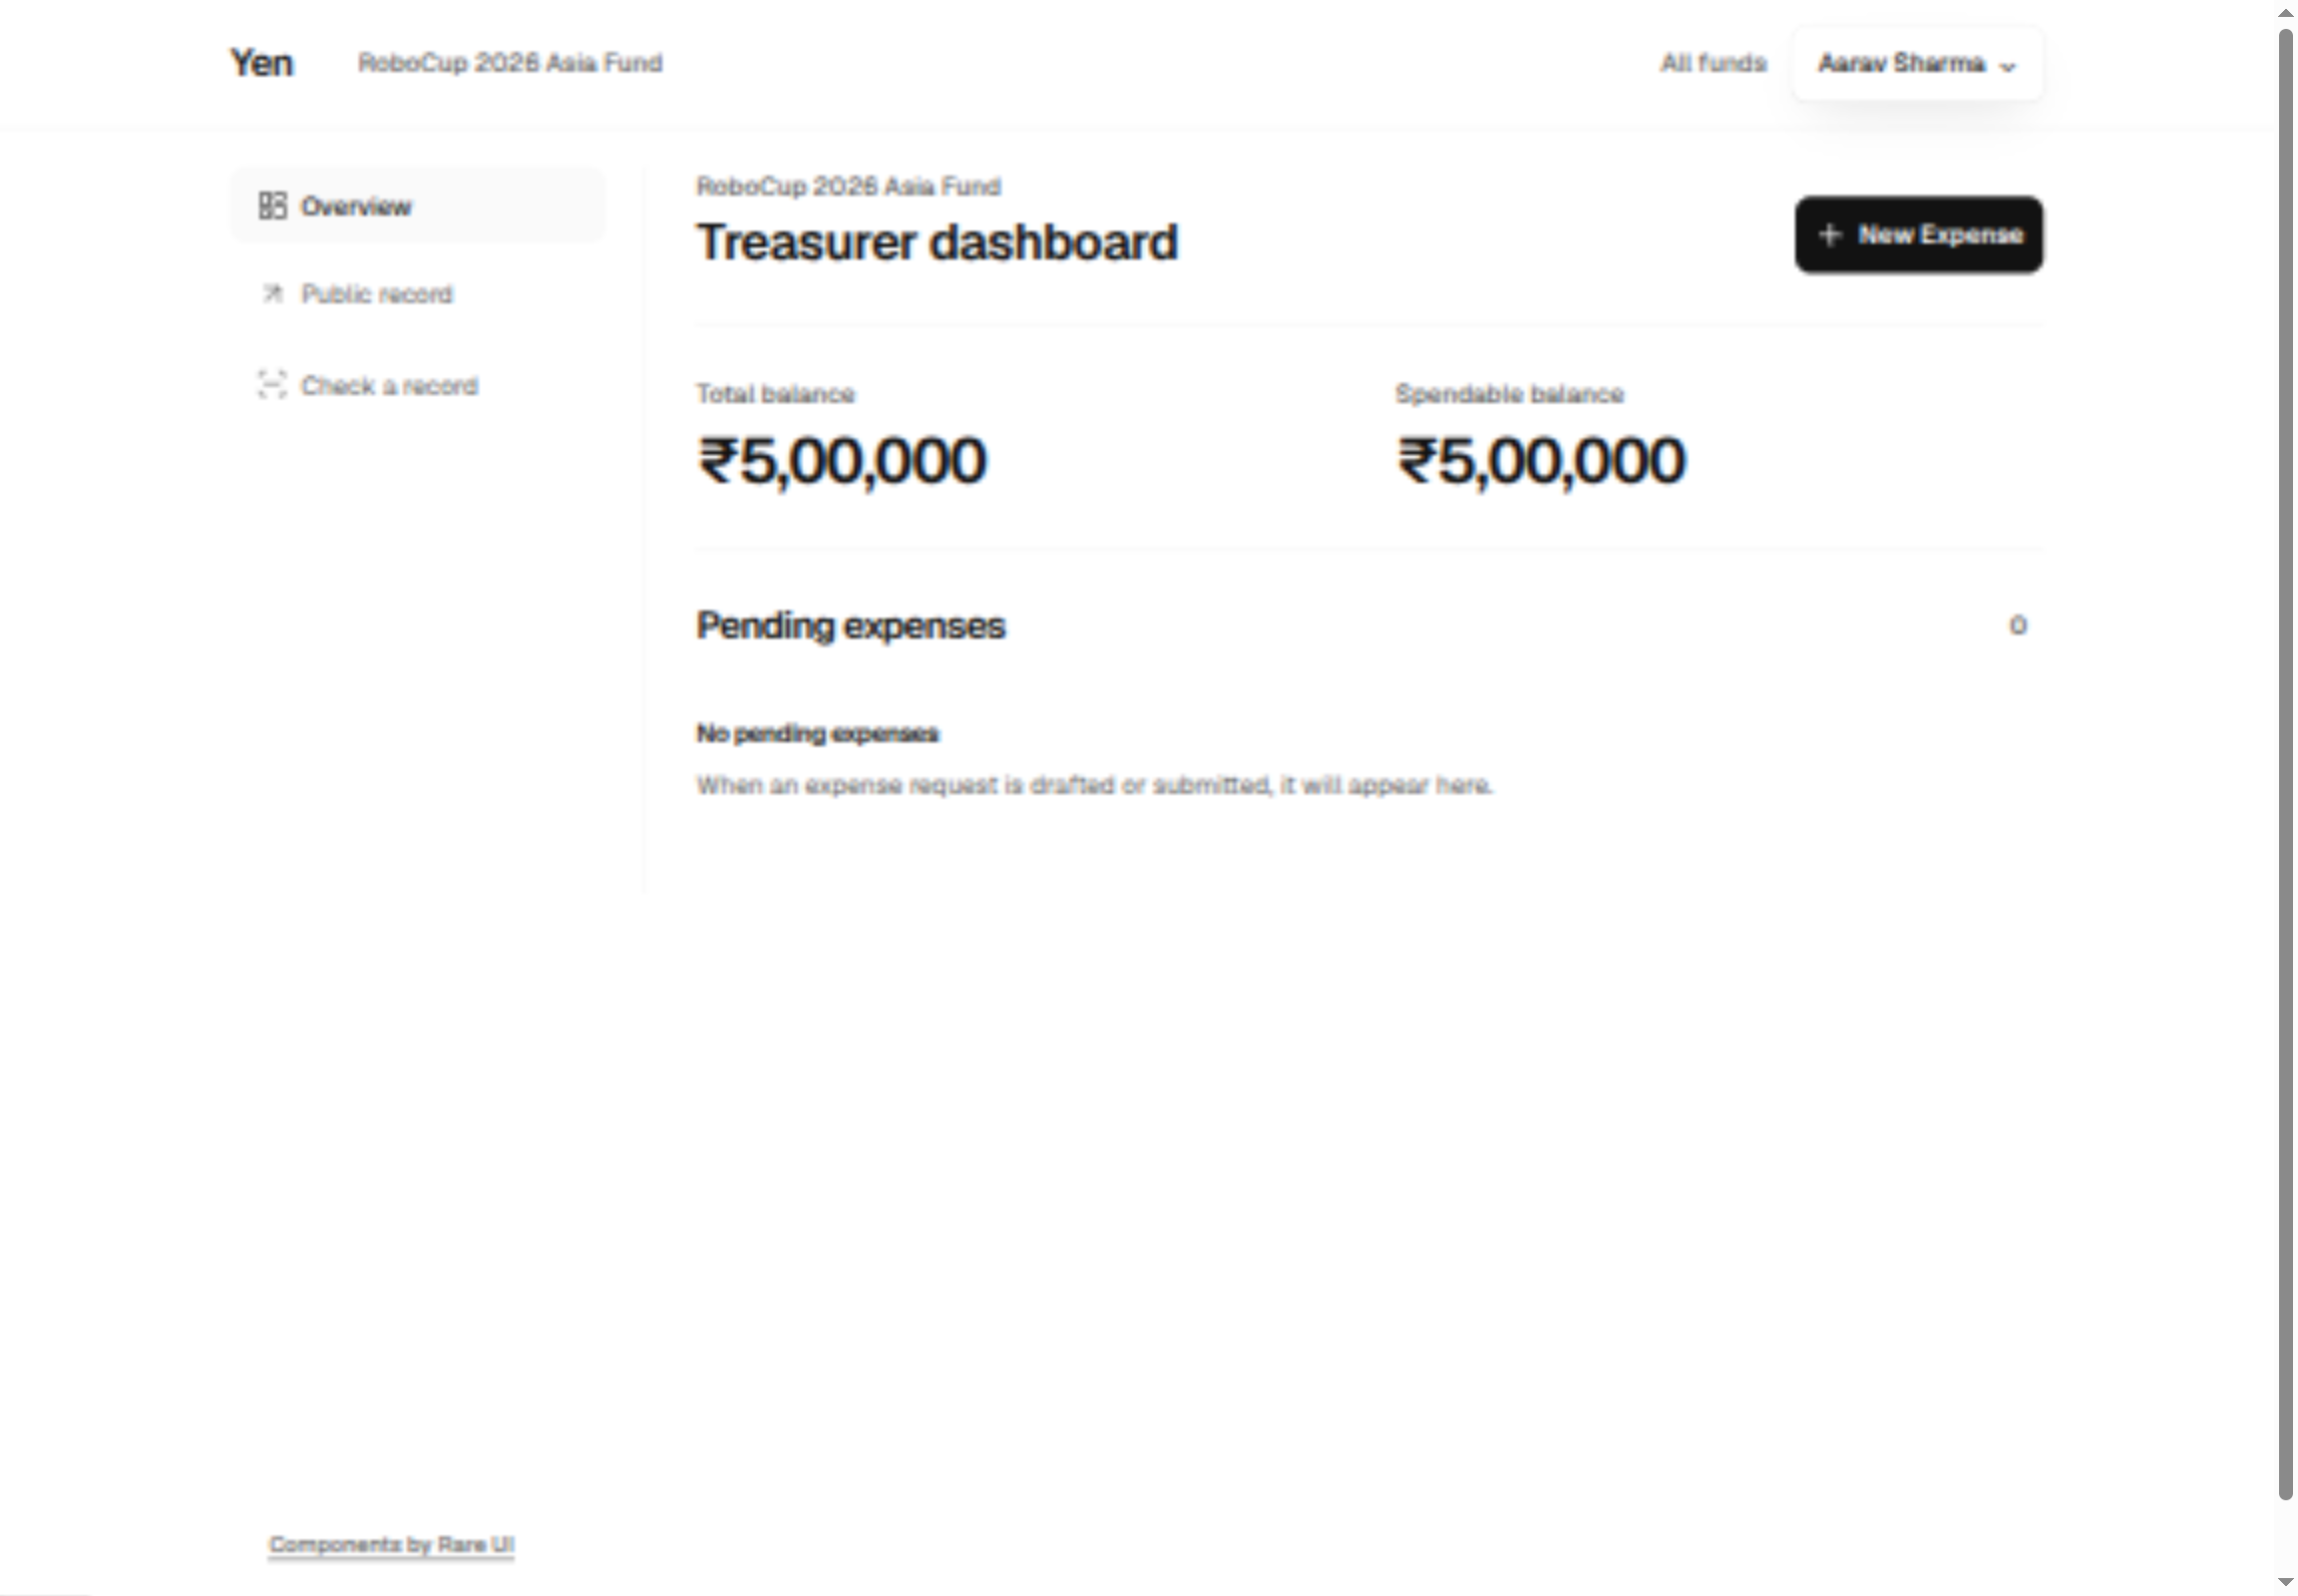 Yen
RoboCup 2026 Asia Fund
All funds
Aarav Sharma
Overview
Public record
Check a record
RoboCup 2026 Asia Fund
Treasurer dashboard
New Expense
Total balance
₹5,00,000
Spendable balance
₹5,00,000
Pending expenses
0
No pending expenses
When an expense request is drafted or submitted, it will appear here.
Components by Rare UI